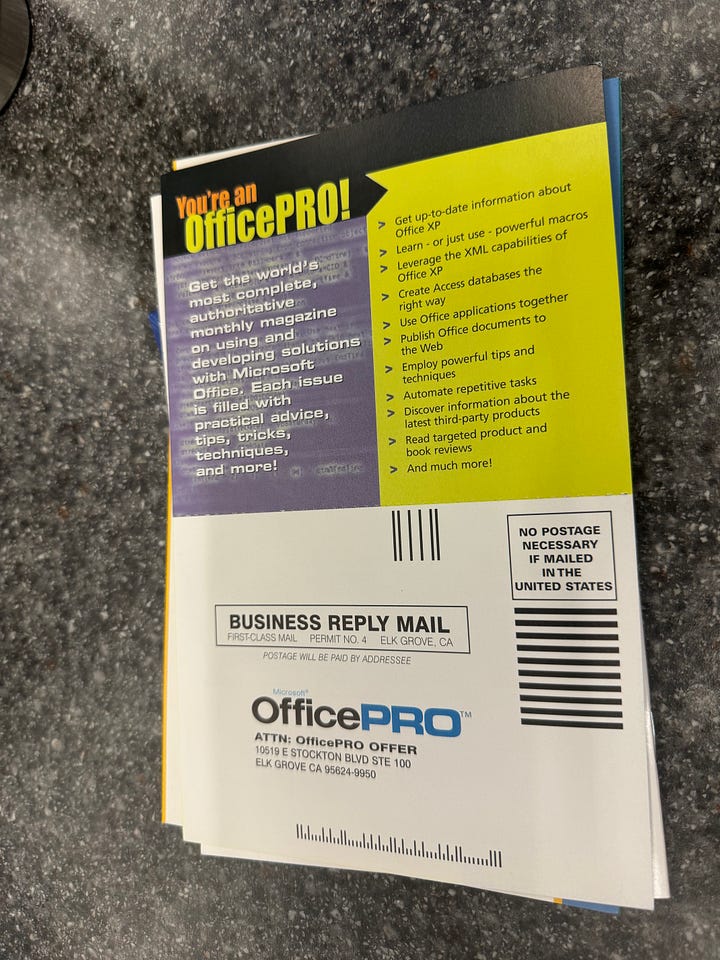 You're an
OfficePRO!
Get the world's
most complete,
authoritative
monthly magazine
on using and
developing solutions
with Microsoft
Office. Each issue
is filled with
practical advice,
tips, tricks,
techniques,
and more!
> Get up-to-date information about
Office XP
> Learn - or just use - powerful macros
> Leverage the XML capabilities of
Office XP
> Create Access databases the
right way
> Use Office applications together
> Publish Office documents to
the Web
> Employ powerful tips and
techniques
> Automate repetitive tasks
> Discover information about the
latest third-party products
> Read targeted product and
book reviews
> And much more!
NO POSTAGE
NECESSARY
IF MAILED
IN THE
UNITED STATES
BUSINESS REPLY MAIL
FIRST-CLASS MAIL PERMIT NO. 4 ELK GROVE, CA
POSTAGE WILL BE PAID BY ADDRESSEE
Microsoft®
OfficePRO™
ATTN: OfficePRO OFFER
10519 E STOCKTON BLVD STE 100
ELK GROVE CA 95624-9950